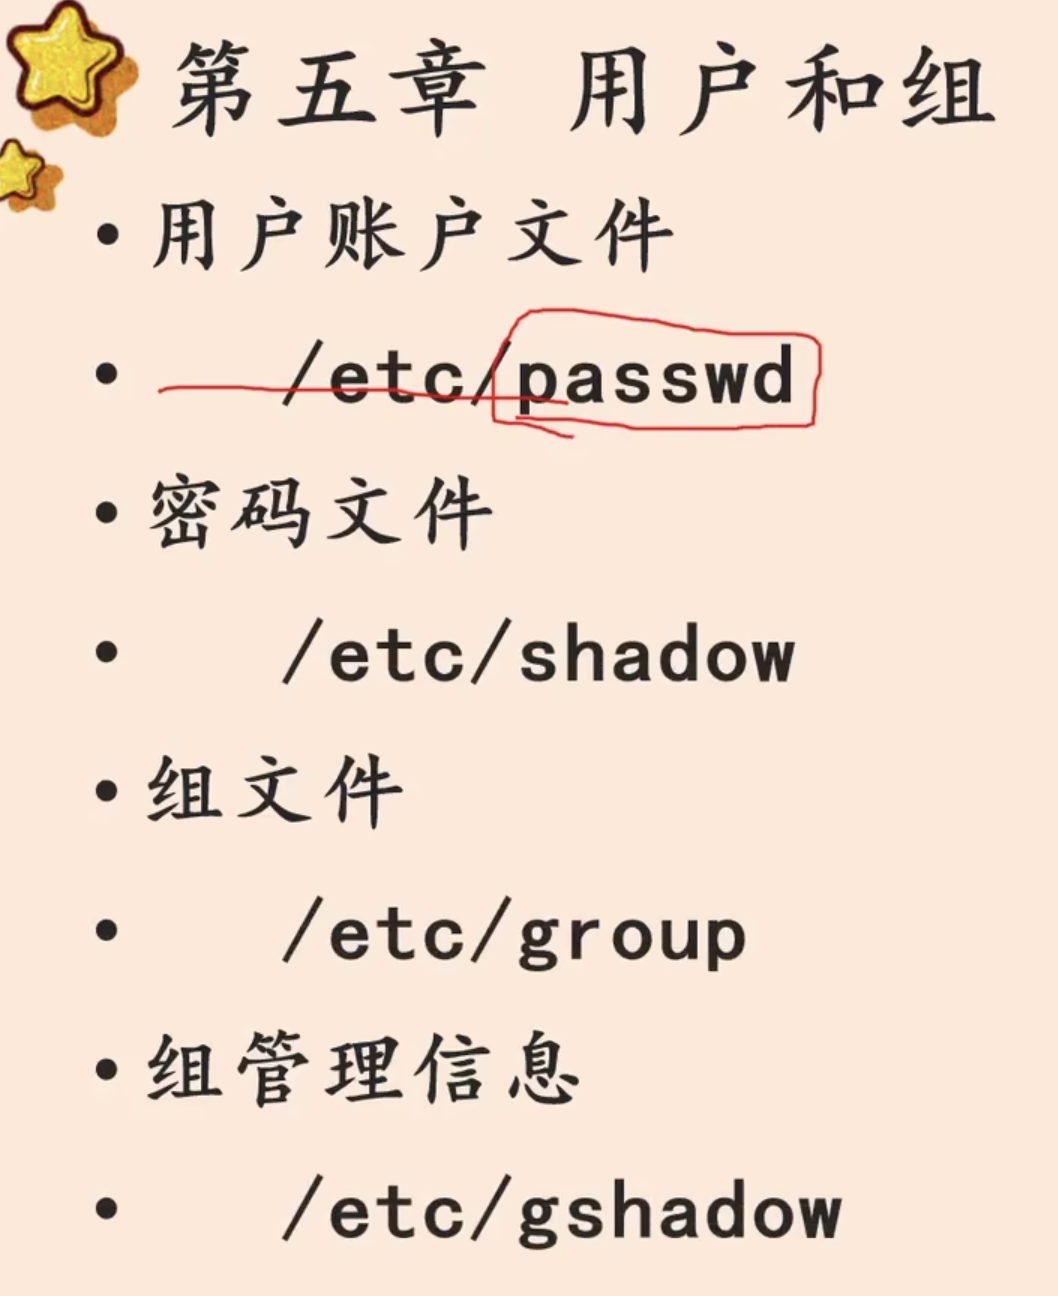 第五章 用户和组
• 用户账户文件
• /etc/passwd
• 密码文件
• /etc/shadow
• 组文件
• /etc/group
• 组管理信息
• /etc/gshadow